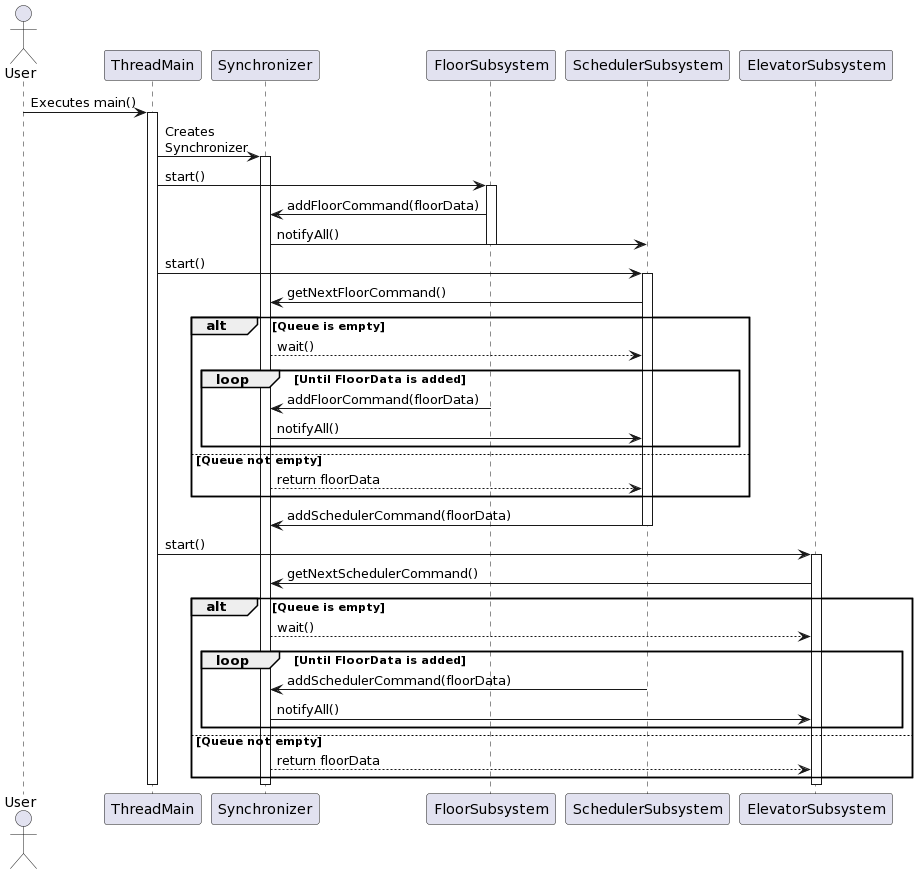 User
ThreadMain
Synchronizer
FloorSubsystem
SchedulerSubsystem
ElevatorSubsystem
Executes main()
Creates
Synchronizer
start()
addFloorCommand(floorData)
notifyAll()
start()
getNextFloorCommand()
alt
[Queue is empty]
wait()
loop
[Until FloorData is added]
addFloorCommand(floorData)
notifyAll()
[Queue not empty]
return floorData
addSchedulerCommand(floorData)
start()
getNextSchedulerCommand()
alt
[Queue is empty]
wait()
loop
[Until FloorData is added]
addSchedulerCommand(floorData)
notifyAll()
[Queue not empty]
return floorData
User
ThreadMain
Synchronizer
FloorSubsystem
SchedulerSubsystem
ElevatorSubsystem